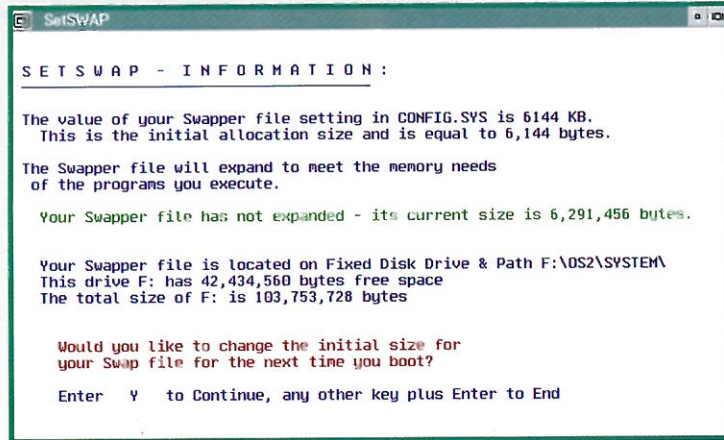 SetSWAP
SETSWAP - INFORMATION:
The value of your Swapper file setting in CONFIG.SYS is 6144 KB.
This is the initial allocation size and is equal to 6,144 bytes.
The Swapper file will expand to meet the memory needs
of the programs you execute.
Your Swapper file has not expanded - its current size is 6,291,456 bytes.
Your Swapper file is located on Fixed Disk Drive & Path F:\OS2\SYSTEM\
This drive F: has 42,434,560 bytes free space
The total size of F: is 103,753,728 bytes
Would you like to change the initial size for
your Swap file for the next time you boot?
Enter Y to Continue, any other key plus Enter to End